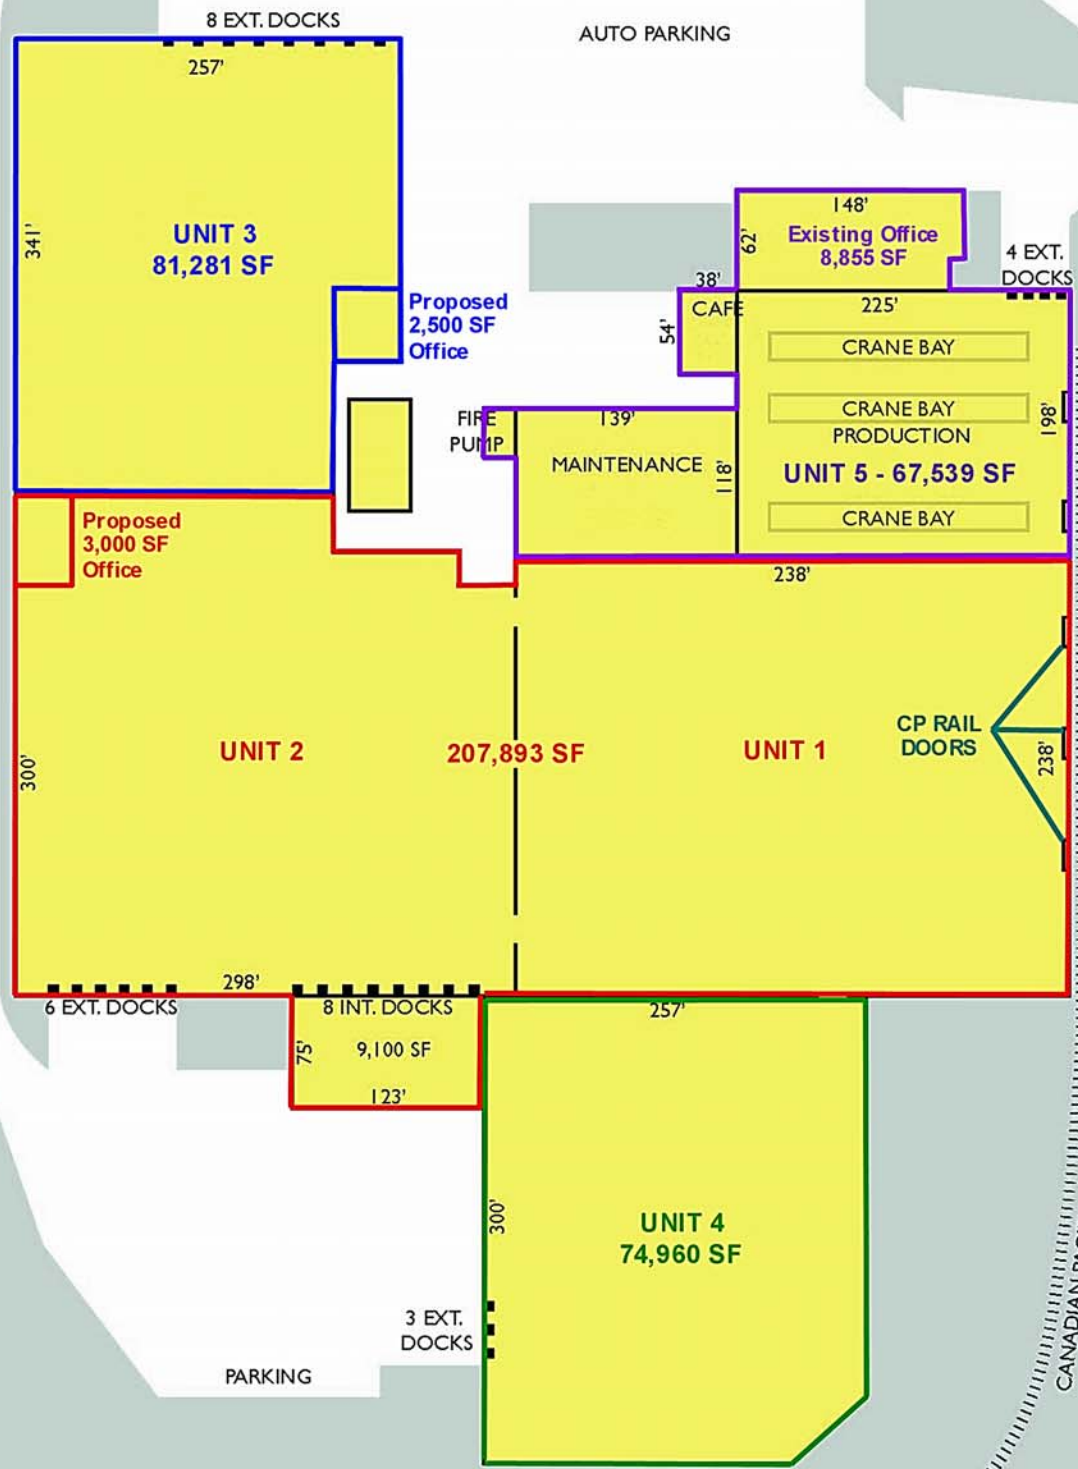 8 EXT. DOCKS
AUTO PARKING
257'
341'
UNIT 3
81,281 SF
148'
62'
Existing Office
8,855 SF
4 EXT.
DOCKS
38'
CAFE
54'
225'
Proposed
2,500 SF
Office
CRANE BAY
CRANE BAY
PRODUCTION
198'
UNIT 5 - 67,539 SF
CRANE BAY
FIRE
PUMP
139'
MAINTENANCE
118'
Proposed
3,000 SF
Office
238'
UNIT 2
207,893 SF
UNIT 1
CP RAIL
DOORS
238'
300'
298'
6 EXT. DOCKS
8 INT. DOCKS
75'
9,100 SF
123'
257'
300'
UNIT 4
74,960 SF
3 EXT.
DOCKS
PARKING
CANADIAN